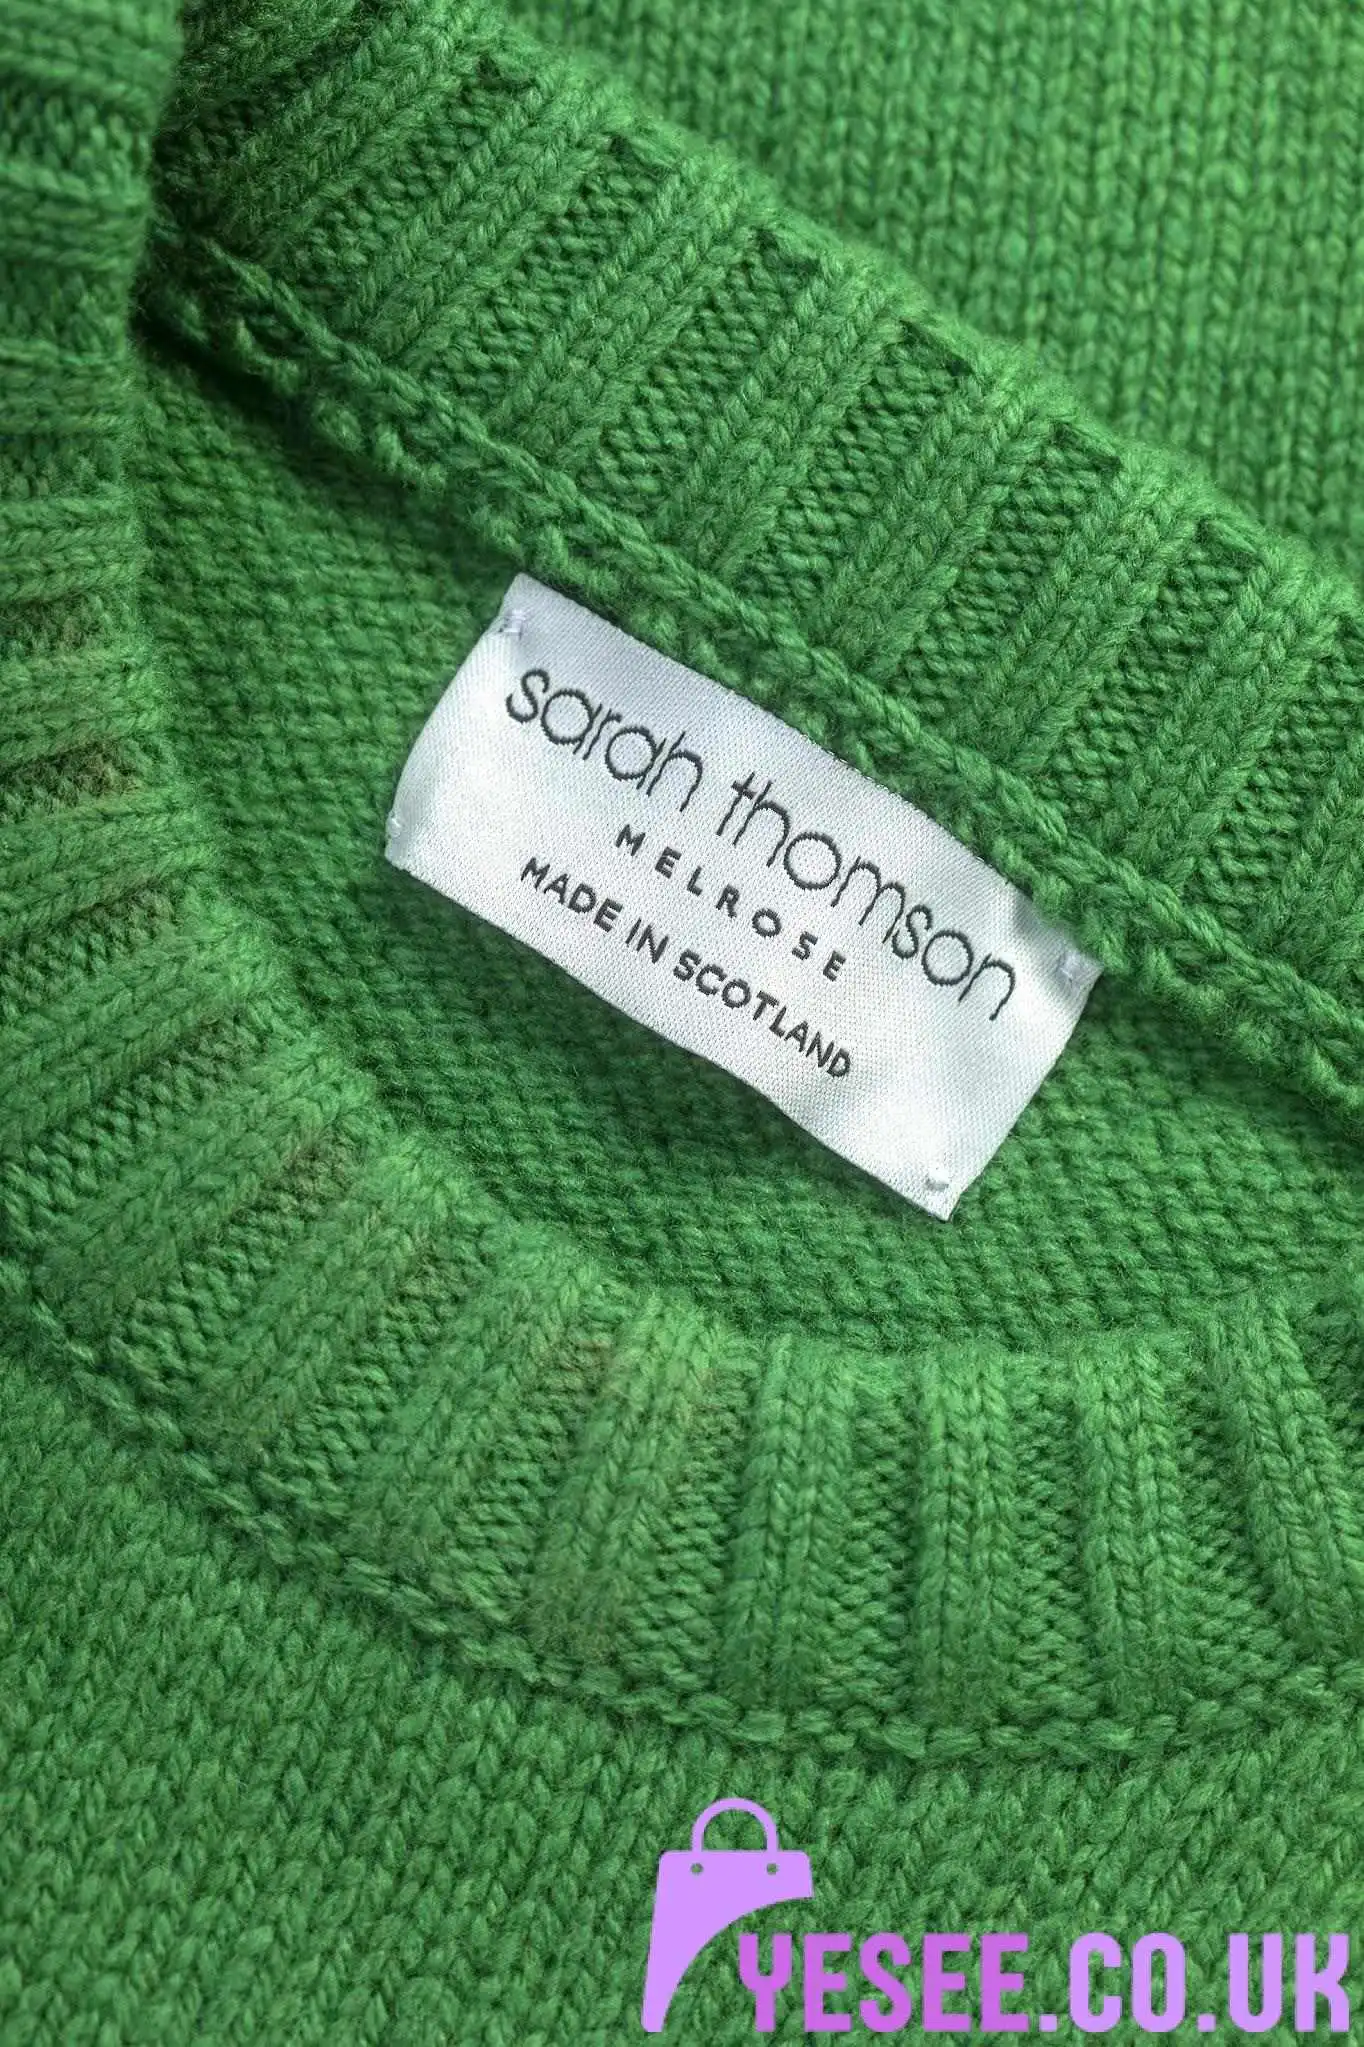 sarah thomson
MELROSE
MADE IN SCOTLAND
YESEE.CO.UK